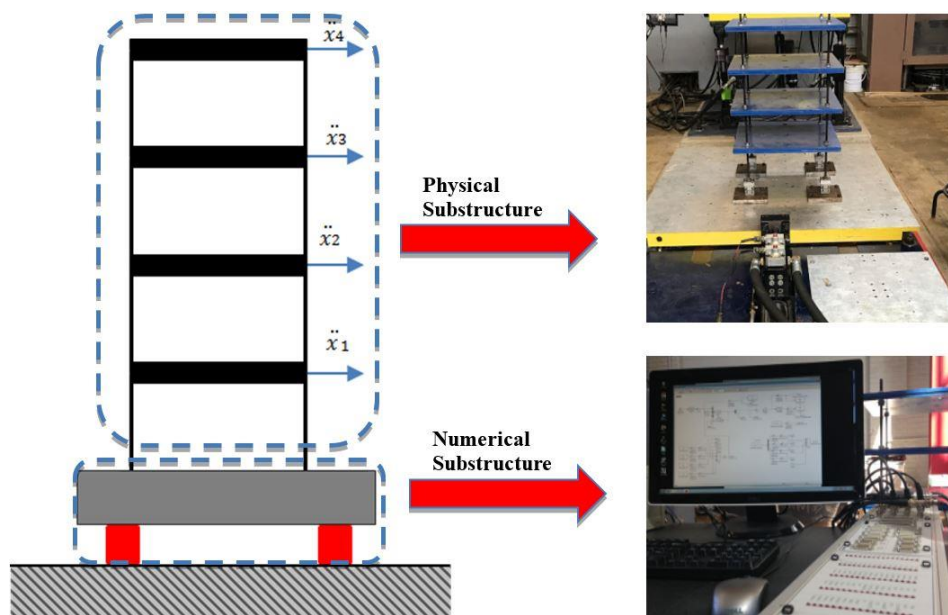 ẍ4
ẍ3
ẍ2
ẍ1
Physical
Substructure
Numerical
Substructure